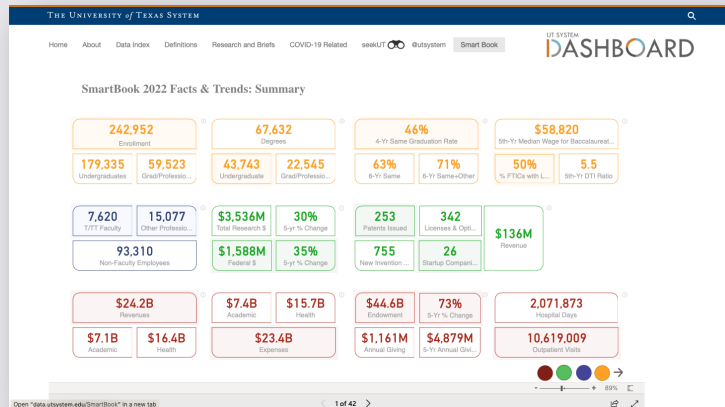 THE UNIVERSITY of TEXAS SYSTEM
Home About Data Index Definitions Research and Briefs COVID-19 Related seekUT @utsystem Smart Book
UT SYSTEM
DASHBOARD
SmartBook 2022 Facts & Trends: Summary
242,952
Enrollment
179,335
Undergraduates
59,523
Grad/Professio...
67,632
Degrees
43,743
Undergraduate
22,545
Grad/Professio...
46%
4-Yr Same Graduation Rate
63%
6-Yr Same
71%
6-Yr Same+Other
$58,820
5th-Yr Median Wage for Baccalaureat...
50%
% FTICs with L...
5.5
5th-Yr DTI Ratio
7,620
T/TT Faculty
15,077
Other Professio...
93,310
Non-Faculty Employees
$3,536M
Total Research $
30%
5-yr % Change
$1,588M
Federal $
35%
5-yr % Change
253
Patents Issued
342
Licenses & Opti...
755
New Invention ...
26
Startup Compani...
$136M
Revenue
$24.2B
Revenues
$7.1B
Academic
$16.4B
Health
$7.4B
Academic
$15.7B
Health
$23.4B
Expenses
$44.6B
Endowment
73%
5-Yr % Change
$1,161M
Annual Giving
$4,879M
5-Yr Annual Givi...
2,071,873
Hospital Days
10,619,009
Outpatient Visits
- + 89%
Open "data.utsystem.edu/SmartBook" in a new tab
1 of 42